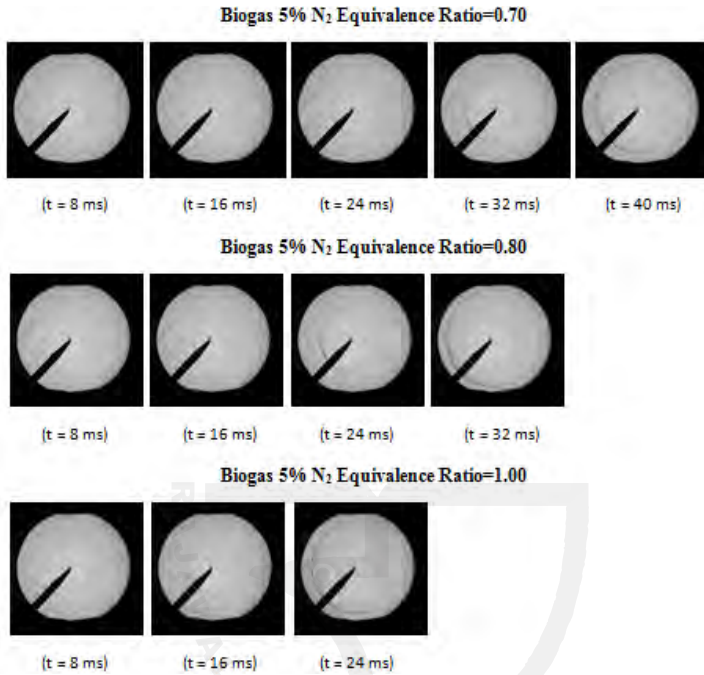 Biogas 5% N₂ Equivalence Ratio=0.70
(t = 8 ms) (t = 16 ms) (t = 24 ms) (t = 32 ms) (t = 40 ms)
Biogas 5% N₂ Equivalence Ratio=0.80
(t = 8 ms) (t = 16 ms) (t = 24 ms) (t = 32 ms)
Biogas 5% N₂ Equivalence Ratio=1.00
(t = 8 ms) (t = 16 ms) (t = 24 ms)